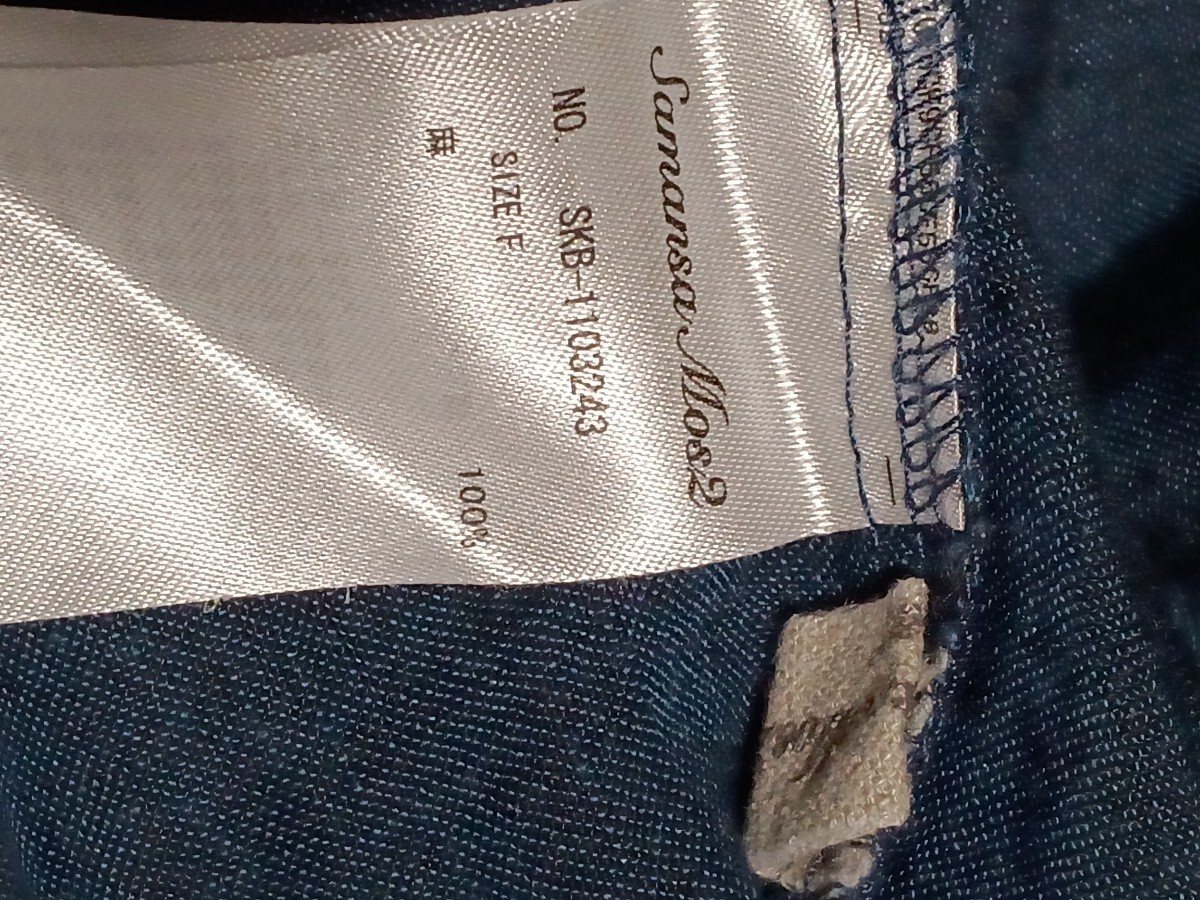 Samansa Mos2
NO. SKB-1103243
SIZE F
麻 100%